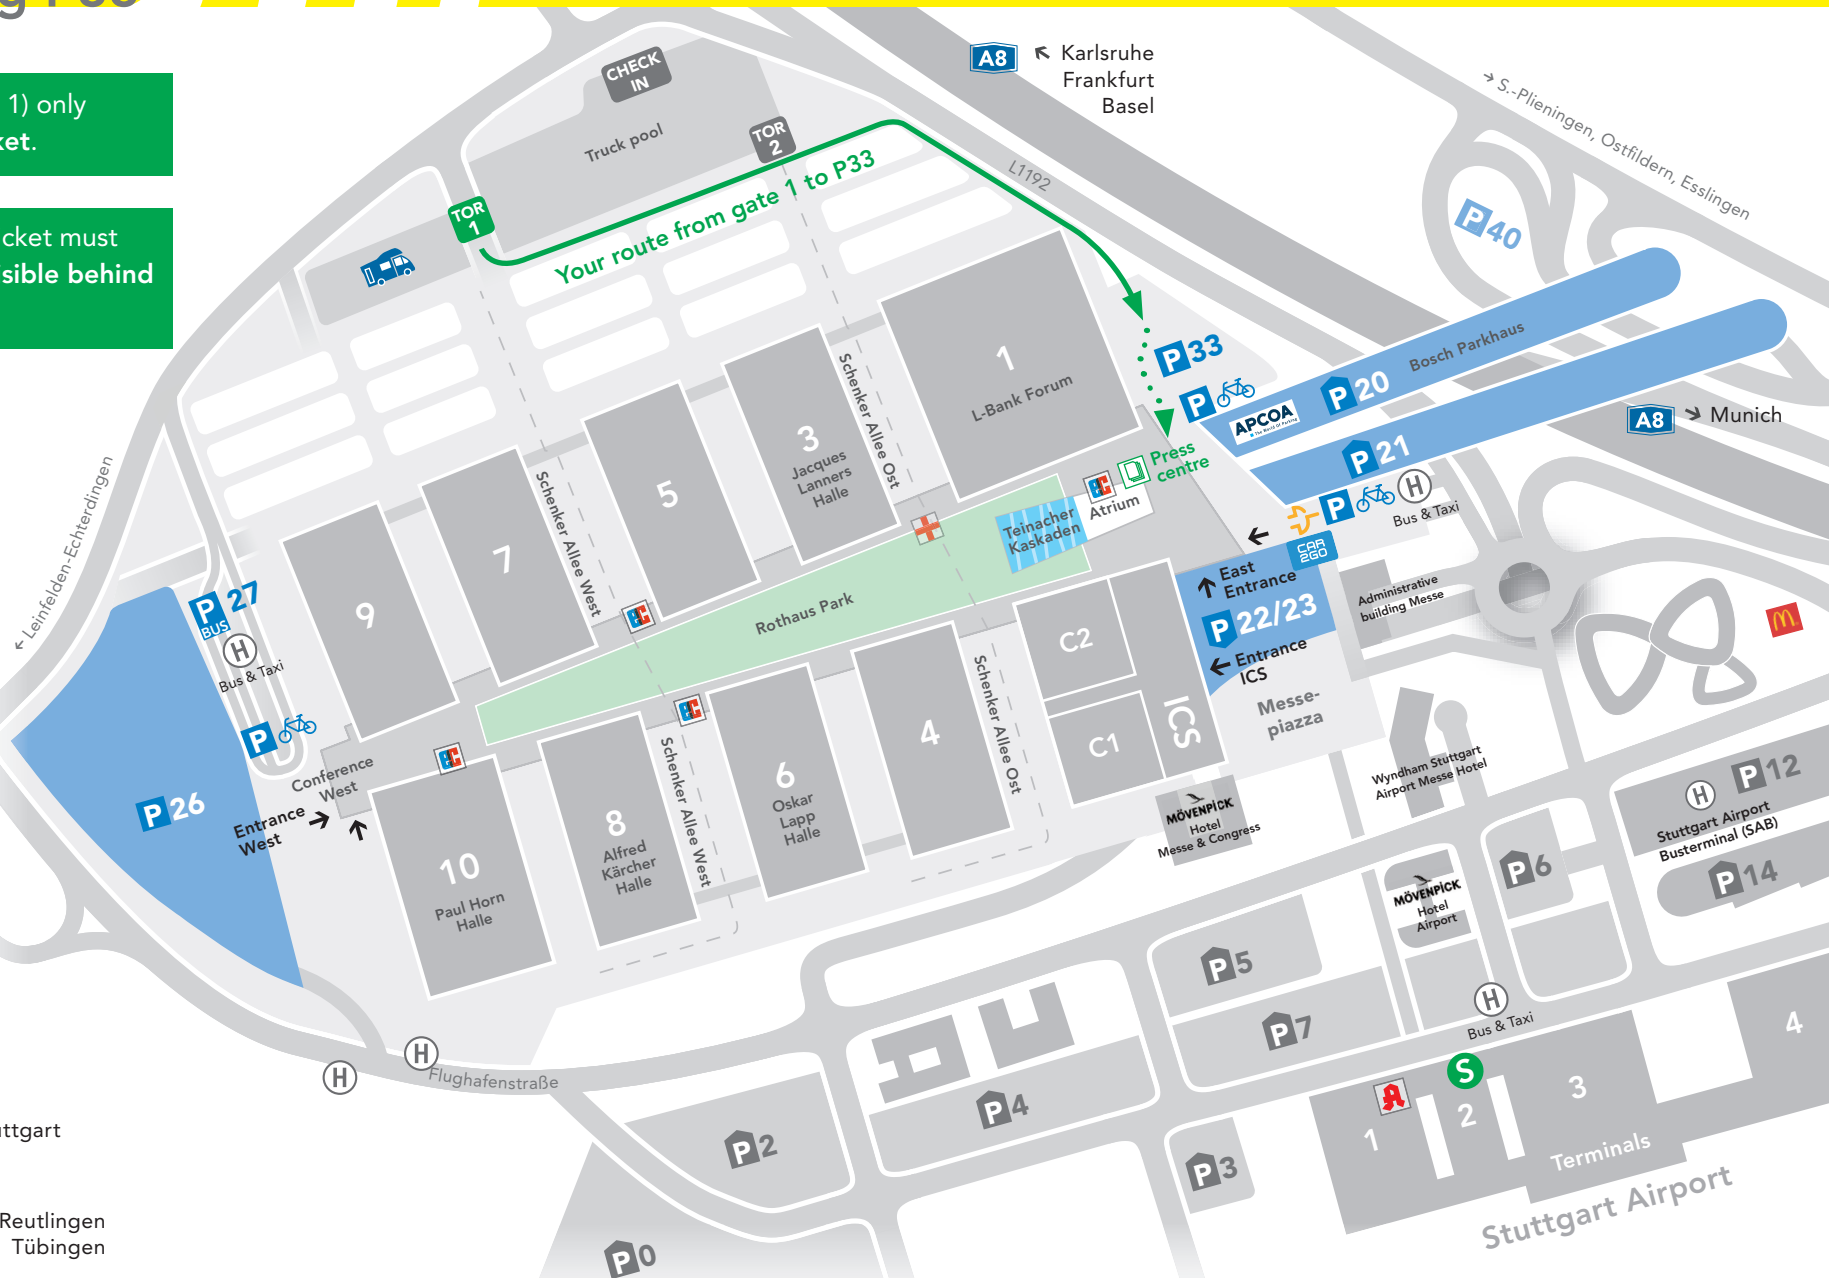 1) only
ket.
cket must
sible behind
CHECK
IN
Truck pool
TOR
1
TOR
2
Your route from gate 1 to P33
A8
Karlsruhe
Frankfurt
Basel
L1192
S.-Plieningen, Ostfildern, Esslingen
P40
Bosch Parkhaus
P20
APCOA
P21
A8
Munich
P33
P
1
L-Bank Forum
Press
centre
Schenker Allee Ost
3
Jacques
Lanners
Halle
5
Schenker Allee West
7
9
EC
EC
EC
EC
Teinacher
Kaskaden
Atrium
P
H
Bus & Taxi
CAR
2GO
East
Entrance
P22/23
Entrance
ICS
Messe-
piazza
Administrative
building Messe
Rothaus Park
C2
C1
ICS
Schenker Allee Ost
4
6
Oskar
Lapp
Halle
Schenker Allee West
8
Alfred
Kärcher
Halle
10
Paul Horn
Halle
Leinfelden-Echterdingen
P27
BUS
H
Bus & Taxi
P
Conference
West
Entrance
West
P26
MÖVENPICK
Hotel
Messe & Congress
Wyndham Stuttgart
Airport Messe Hotel
H
P12
Stuttgart Airport
Busterminal (SAB)
P14
P6
MÖVENPICK
Hotel
Airport
P5
P7
H
Bus & Taxi
H
H
Flughafenstraße
P4
P2
P3
P0
S
1
2
3
4
Terminals
Stuttgart Airport
uttgart
Reutlingen
Tübingen